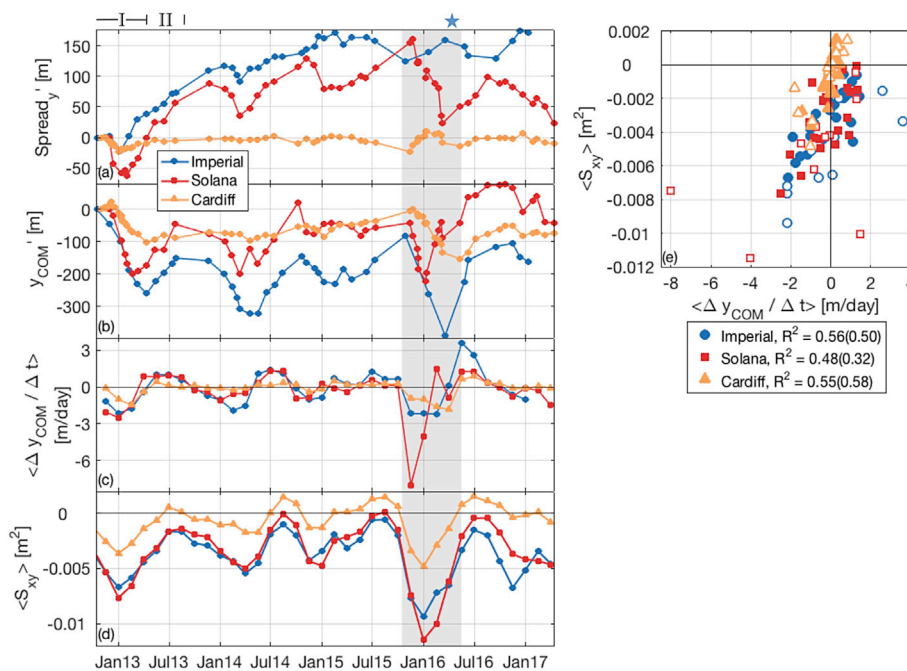 I II
Spread_y' [m]
150
100
50
0
-50
(a)
Imperial
Solana
Cardiff
y_COM' [m]
0
-100
-200
-300
(b)
<Δ y_COM / Δ t>
[m/day]
3
0
-3
-6
(c)
<S_xy> [m²]
0
-0.005
-0.01
(d)
Jan13 Jul13 Jan14 Jul14 Jan15 Jul15 Jan16 Jul16 Jan17
<S_xy> [m²]
0.002
0
-0.002
-0.004
-0.006
-0.008
-0.01
-0.012
(e)
-8 -6 -4 -2 0 2 4
<Δ y_COM / Δ t> [m/day]
Imperial, R² = 0.56(0.50)
Solana, R² = 0.48(0.32)
Cardiff, R² = 0.55(0.58)